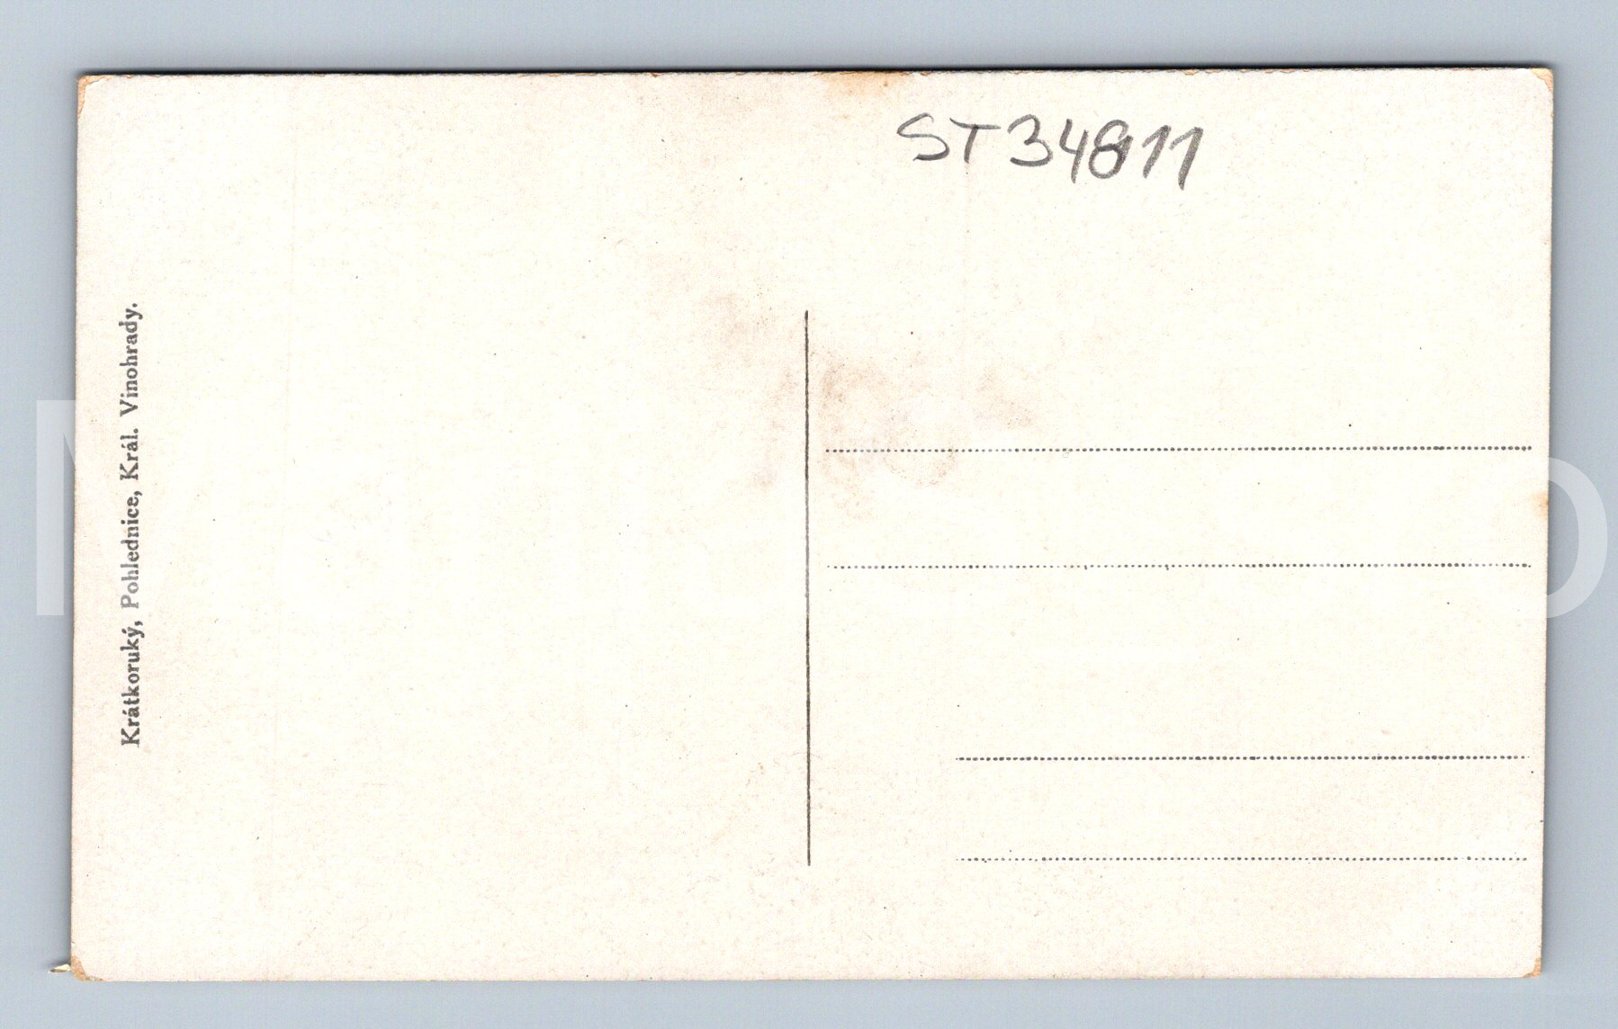 ST34811
Krátkoruký, Pohlednice, Král. Vinohrady.